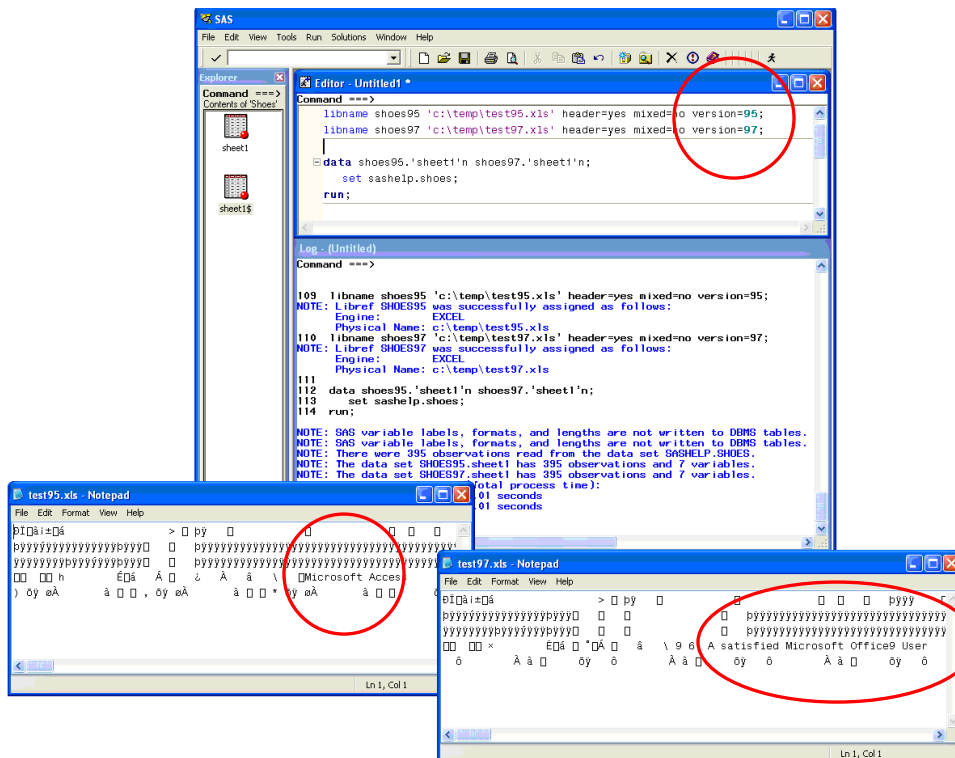 SAS
File Edit View Tools Run Solutions Window Help
Explorer
Command ===>
Contents of 'Shoes'
sheet1
sheet1$
Editor - Untitled1 *
Command ===>
libname shoes95 'c:\temp\test95.xls' header=yes mixed=no version=95;
libname shoes97 'c:\temp\test97.xls' header=yes mixed=no version=97;
data shoes95.'sheet1'n shoes97.'sheet1'n;
set sashelp.shoes;
run;
Log - (Untitled)
Command ===>
109 libname shoes95 'c:\temp\test95.xls' header=yes mixed=no version=95;
NOTE: Libref SHOES95 was successfully assigned as follows:
Engine: EXCEL
Physical Name: c:\temp\test95.xls
110 libname shoes97 'c:\temp\test97.xls' header=yes mixed=no version=97;
NOTE: Libref SHOES97 was successfully assigned as follows:
Engine: EXCEL
Physical Name: c:\temp\test97.xls
111
112 data shoes95.'sheet1'n shoes97.'sheet1'n;
113 set sashelp.shoes;
114 run;
NOTE: SAS variable labels, formats, and lengths are not written to DBMS tables.
NOTE: SAS variable labels, formats, and lengths are not written to DBMS tables.
NOTE: There were 395 observations read from the data set SASHELP.SHOES.
NOTE: The data set SHOES95.sheet1 has 395 observations and 7 variables.
NOTE: The data set SHOES97.sheet1 has 395 observations and 7 variables.
Total process time):
.01 seconds
.01 seconds
test95.xls - Notepad
File Edit Format View Help
Microsoft Access
Ln 1, Col 1
test97.xls - Notepad
File Edit Format View Help
A satisfied Microsoft Office9 User
Ln 1, Col 1